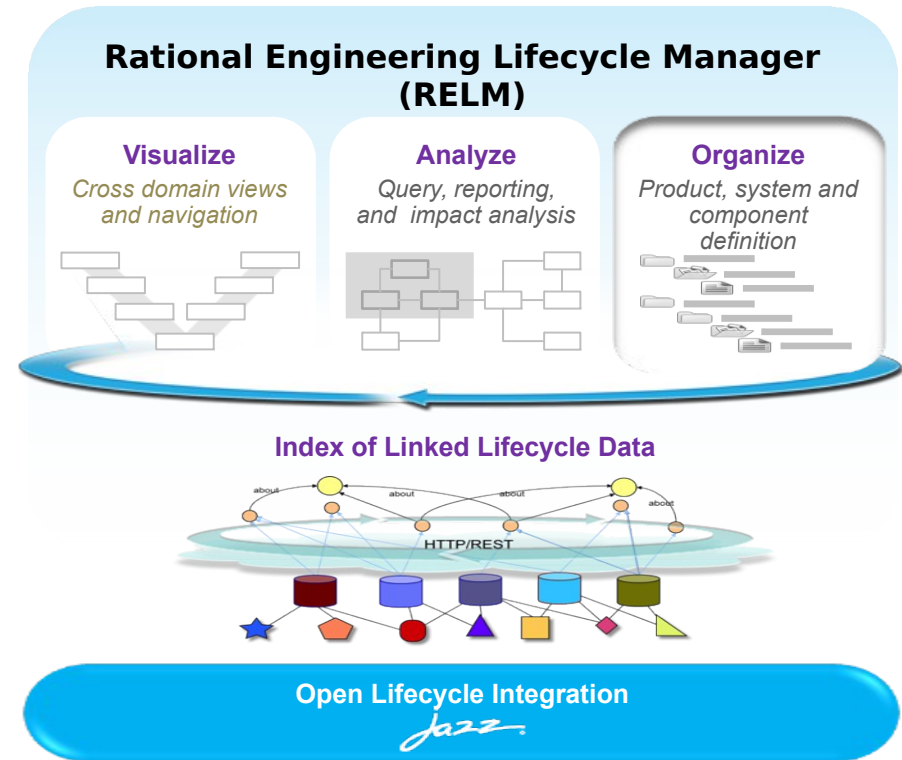 Rational Engineering Lifecycle Manager
(RELM)
Visualize
Cross domain views
and navigation
Analyze
Query, reporting,
and impact analysis
Organize
Product, system and
component
definition
Index of Linked Lifecycle Data
about
about
about
about
HTTP/REST
Open Lifecycle Integration
Jazz